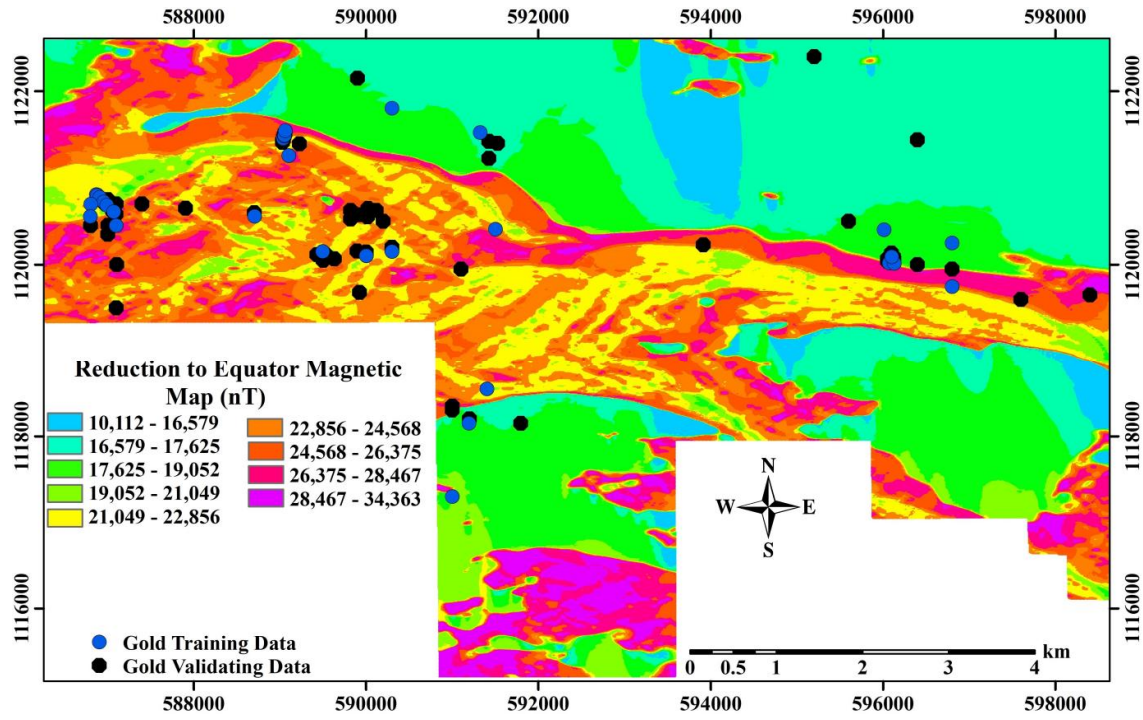 588000 590000 592000 594000 596000 598000
1122000 1122000
1120000 1120000
Reduction to Equator Magnetic
Map (nT)
10,112 - 16,579 22,856 - 24,568
16,579 - 17,625 24,568 - 26,375
17,625 - 19,052 26,375 - 28,467
19,052 - 21,049 28,467 - 34,363
21,049 - 22,856
1118000 1118000
N
W E
S
1116000 1116000
Gold Training Data
Gold Validating Data
km
0 0.5 1 2 3 4
588000 590000 592000 594000 596000 598000